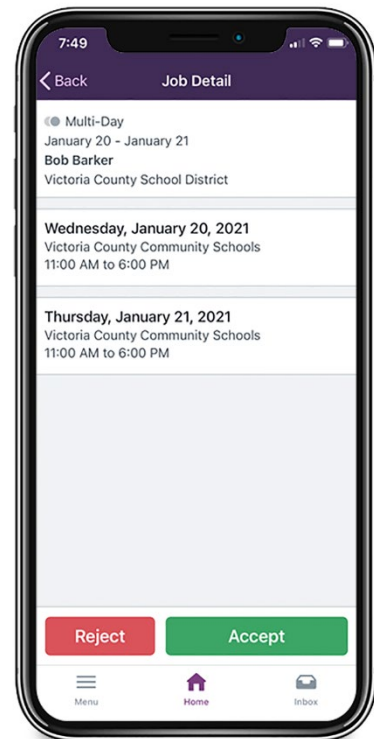 7:49
Back
Job Detail
Multi-Day
January 20 - January 21
Bob Barker
Victoria County School District
Wednesday, January 20, 2021
Victoria County Community Schools
11:00 AM to 6:00 PM
Thursday, January 21, 2021
Victoria County Community Schools
11:00 AM to 6:00 PM
Reject
Accept
Menu
Home
Inbox